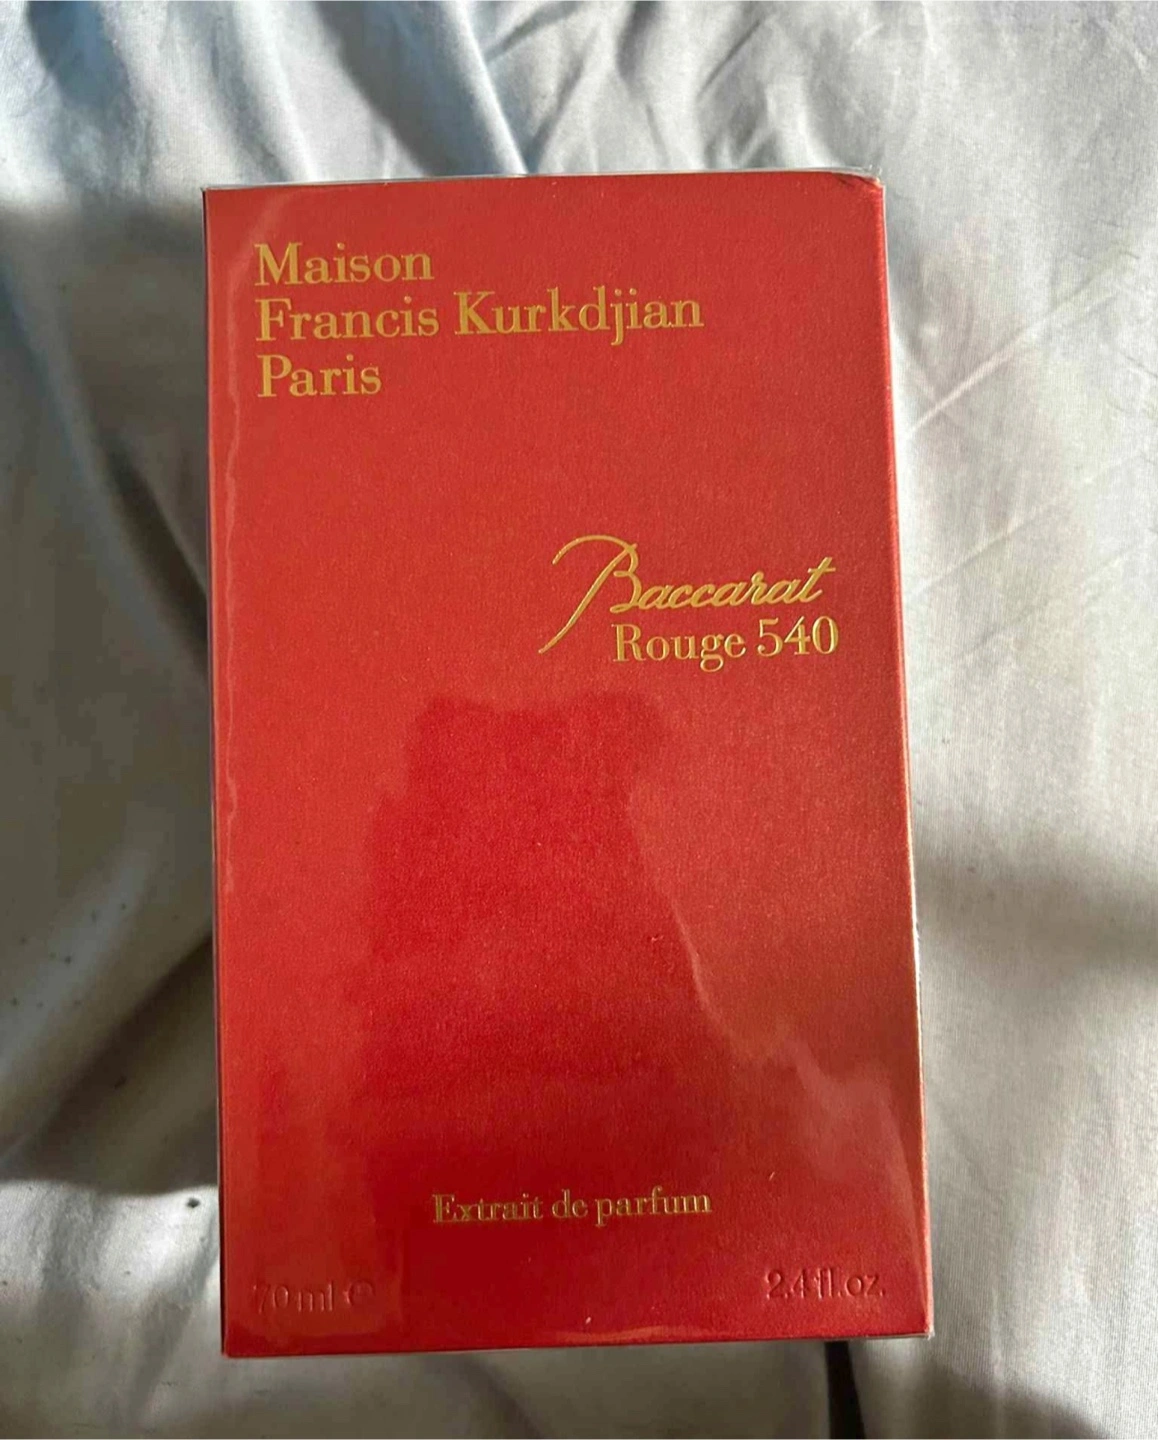 Maison
Francis Kurkdjian
Paris
Baccarat
Rouge 540
Extrait de parfum
70 ml ℮
2.4 fl.oz.